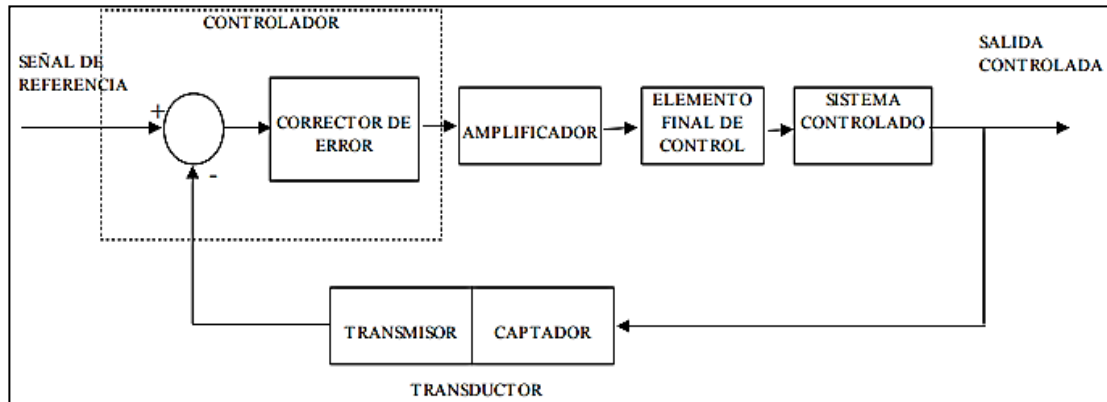 CONTROLADOR
SEÑAL DE
REFERENCIA
SALIDA
CONTROLADA
+
-
CORRECTOR DE
ERROR
AMPLIFICADOR
ELEMENTO
FINAL DE
CONTROL
SISTEMA
CONTROLADO
TRANSMISOR
CAPTADOR
TRANSDUCTOR